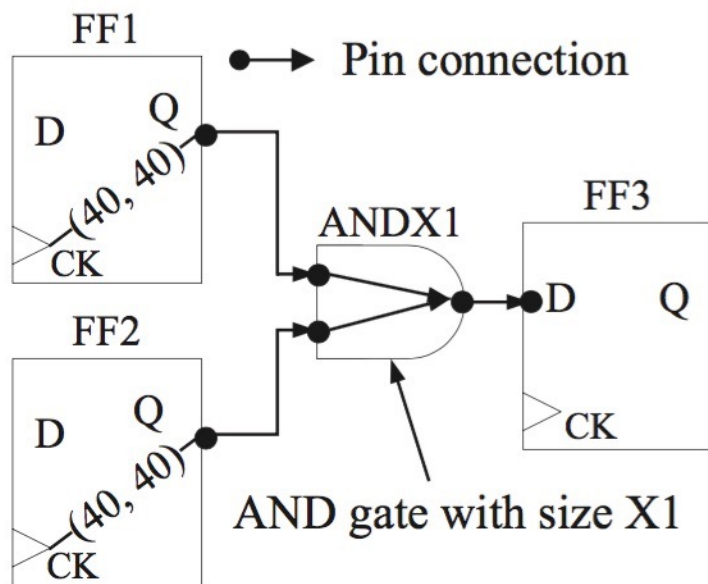 FF1
Pin connection
D
Q
(40, 40)
CK
ANDX1
FF3
D
Q
CK
FF2
D
Q
(40, 40)
CK
AND gate with size X1